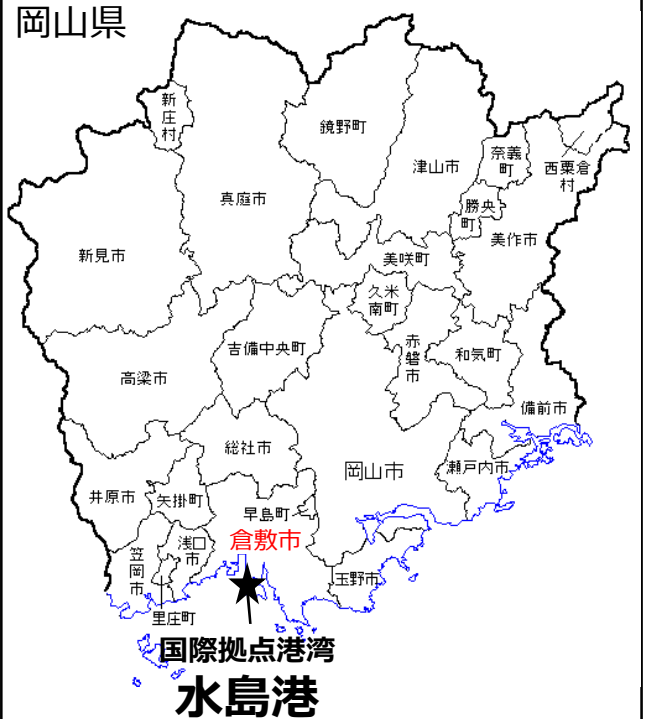 岡山県
新
庄
村
鏡野町
津山市
奈義
町
西粟倉
村
真庭市
勝央
町
美作市
新見市
美咲町
久米
南町
吉備中央町
赤
磐
市
和気町
高梁市
備前市
総社市
岡山市
瀬戸内市
井原市
矢掛町
早島町
倉敷市
浅口
市
笠
岡
市
玉野市
里庄町
国際拠点港湾
水島港